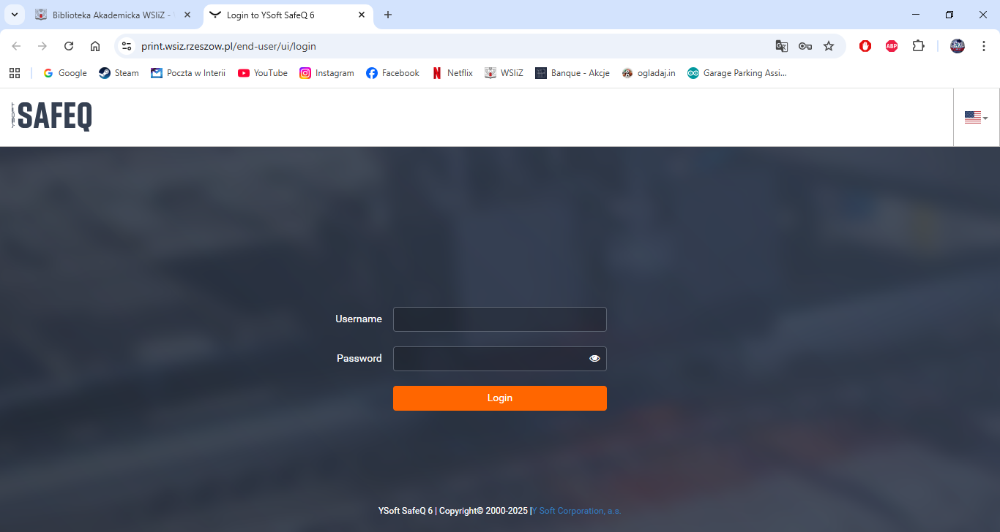 Biblioteka Akademicka WSIiZ -
Login to YSoft SafeQ 6
print.wsiz.rzeszow.pl/end-user/ui/login
ABP
Google
Steam
Poczta w Interii
YouTube
Instagram
Facebook
Netflix
WSIiZ
Banque - Akcje
ogladaj.in
Garage Parking Assi...
YSOFT SAFEQ
Username
Password
Login
YSoft SafeQ 6 | Copyright© 2000-2025 |Y Soft Corporation, a.s.